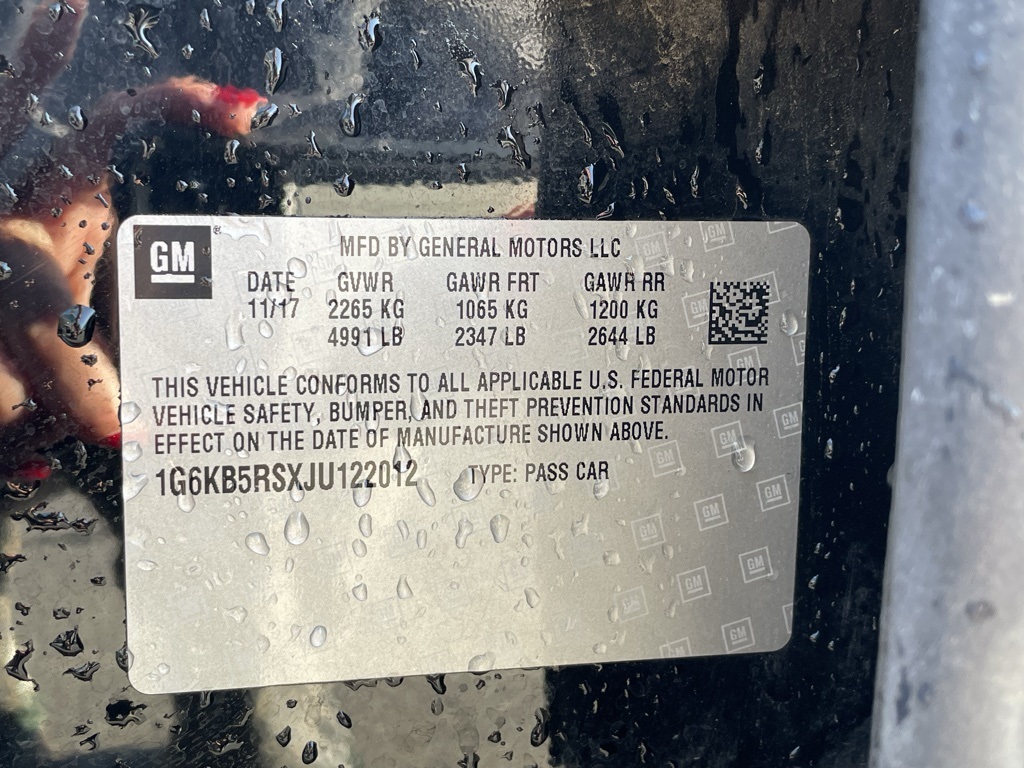 GM
MFD BY GENERAL MOTORS LLC
DATE GVWR GAWR FRT GAWR RR
11/17 2265 KG 1065 KG 1200 KG
4991 LB 2347 LB 2644 LB
THIS VEHICLE CONFORMS TO ALL APPLICABLE U.S. FEDERAL MOTOR
VEHICLE SAFETY, BUMPER, AND THEFT PREVENTION STANDARDS IN
EFFECT ON THE DATE OF MANUFACTURE SHOWN ABOVE.
1G6KB5RSXJU122012 TYPE: PASS CAR